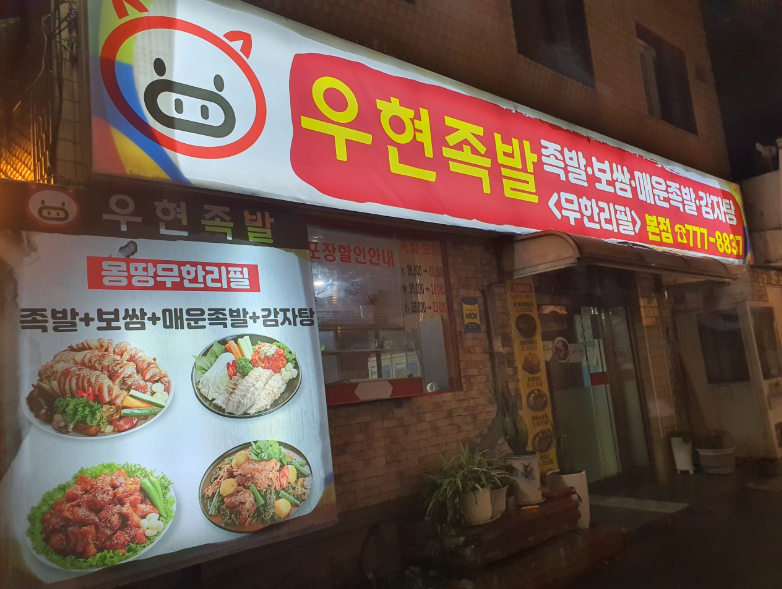 우현족발
족발·보쌈·매운족발·감자탕
<무한리필> 본점 ☎777-8837
우현족발
몽땅무한리필
족발+보쌈+매운족발+감자탕
포장할인안내